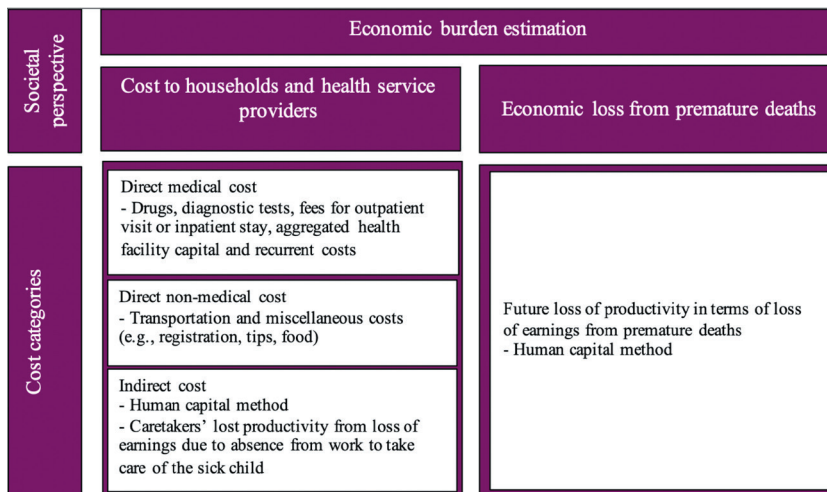 Societal
perspective
Economic burden estimation
Cost to households and health service
providers
Economic loss from premature deaths
Cost categories
Direct medical cost
- Drugs, diagnostic tests, fees for outpatient
visit or inpatient stay, aggregated health
facility capital and recurrent costs
Direct non-medical cost
- Transportation and miscellaneous costs
(e.g., registration, tips, food)
Indirect cost
- Human capital method
- Caretakers’ lost productivity from loss of
earnings due to absence from work to take
care of the sick child
Future loss of productivity in terms of loss
of earnings from premature deaths
- Human capital method